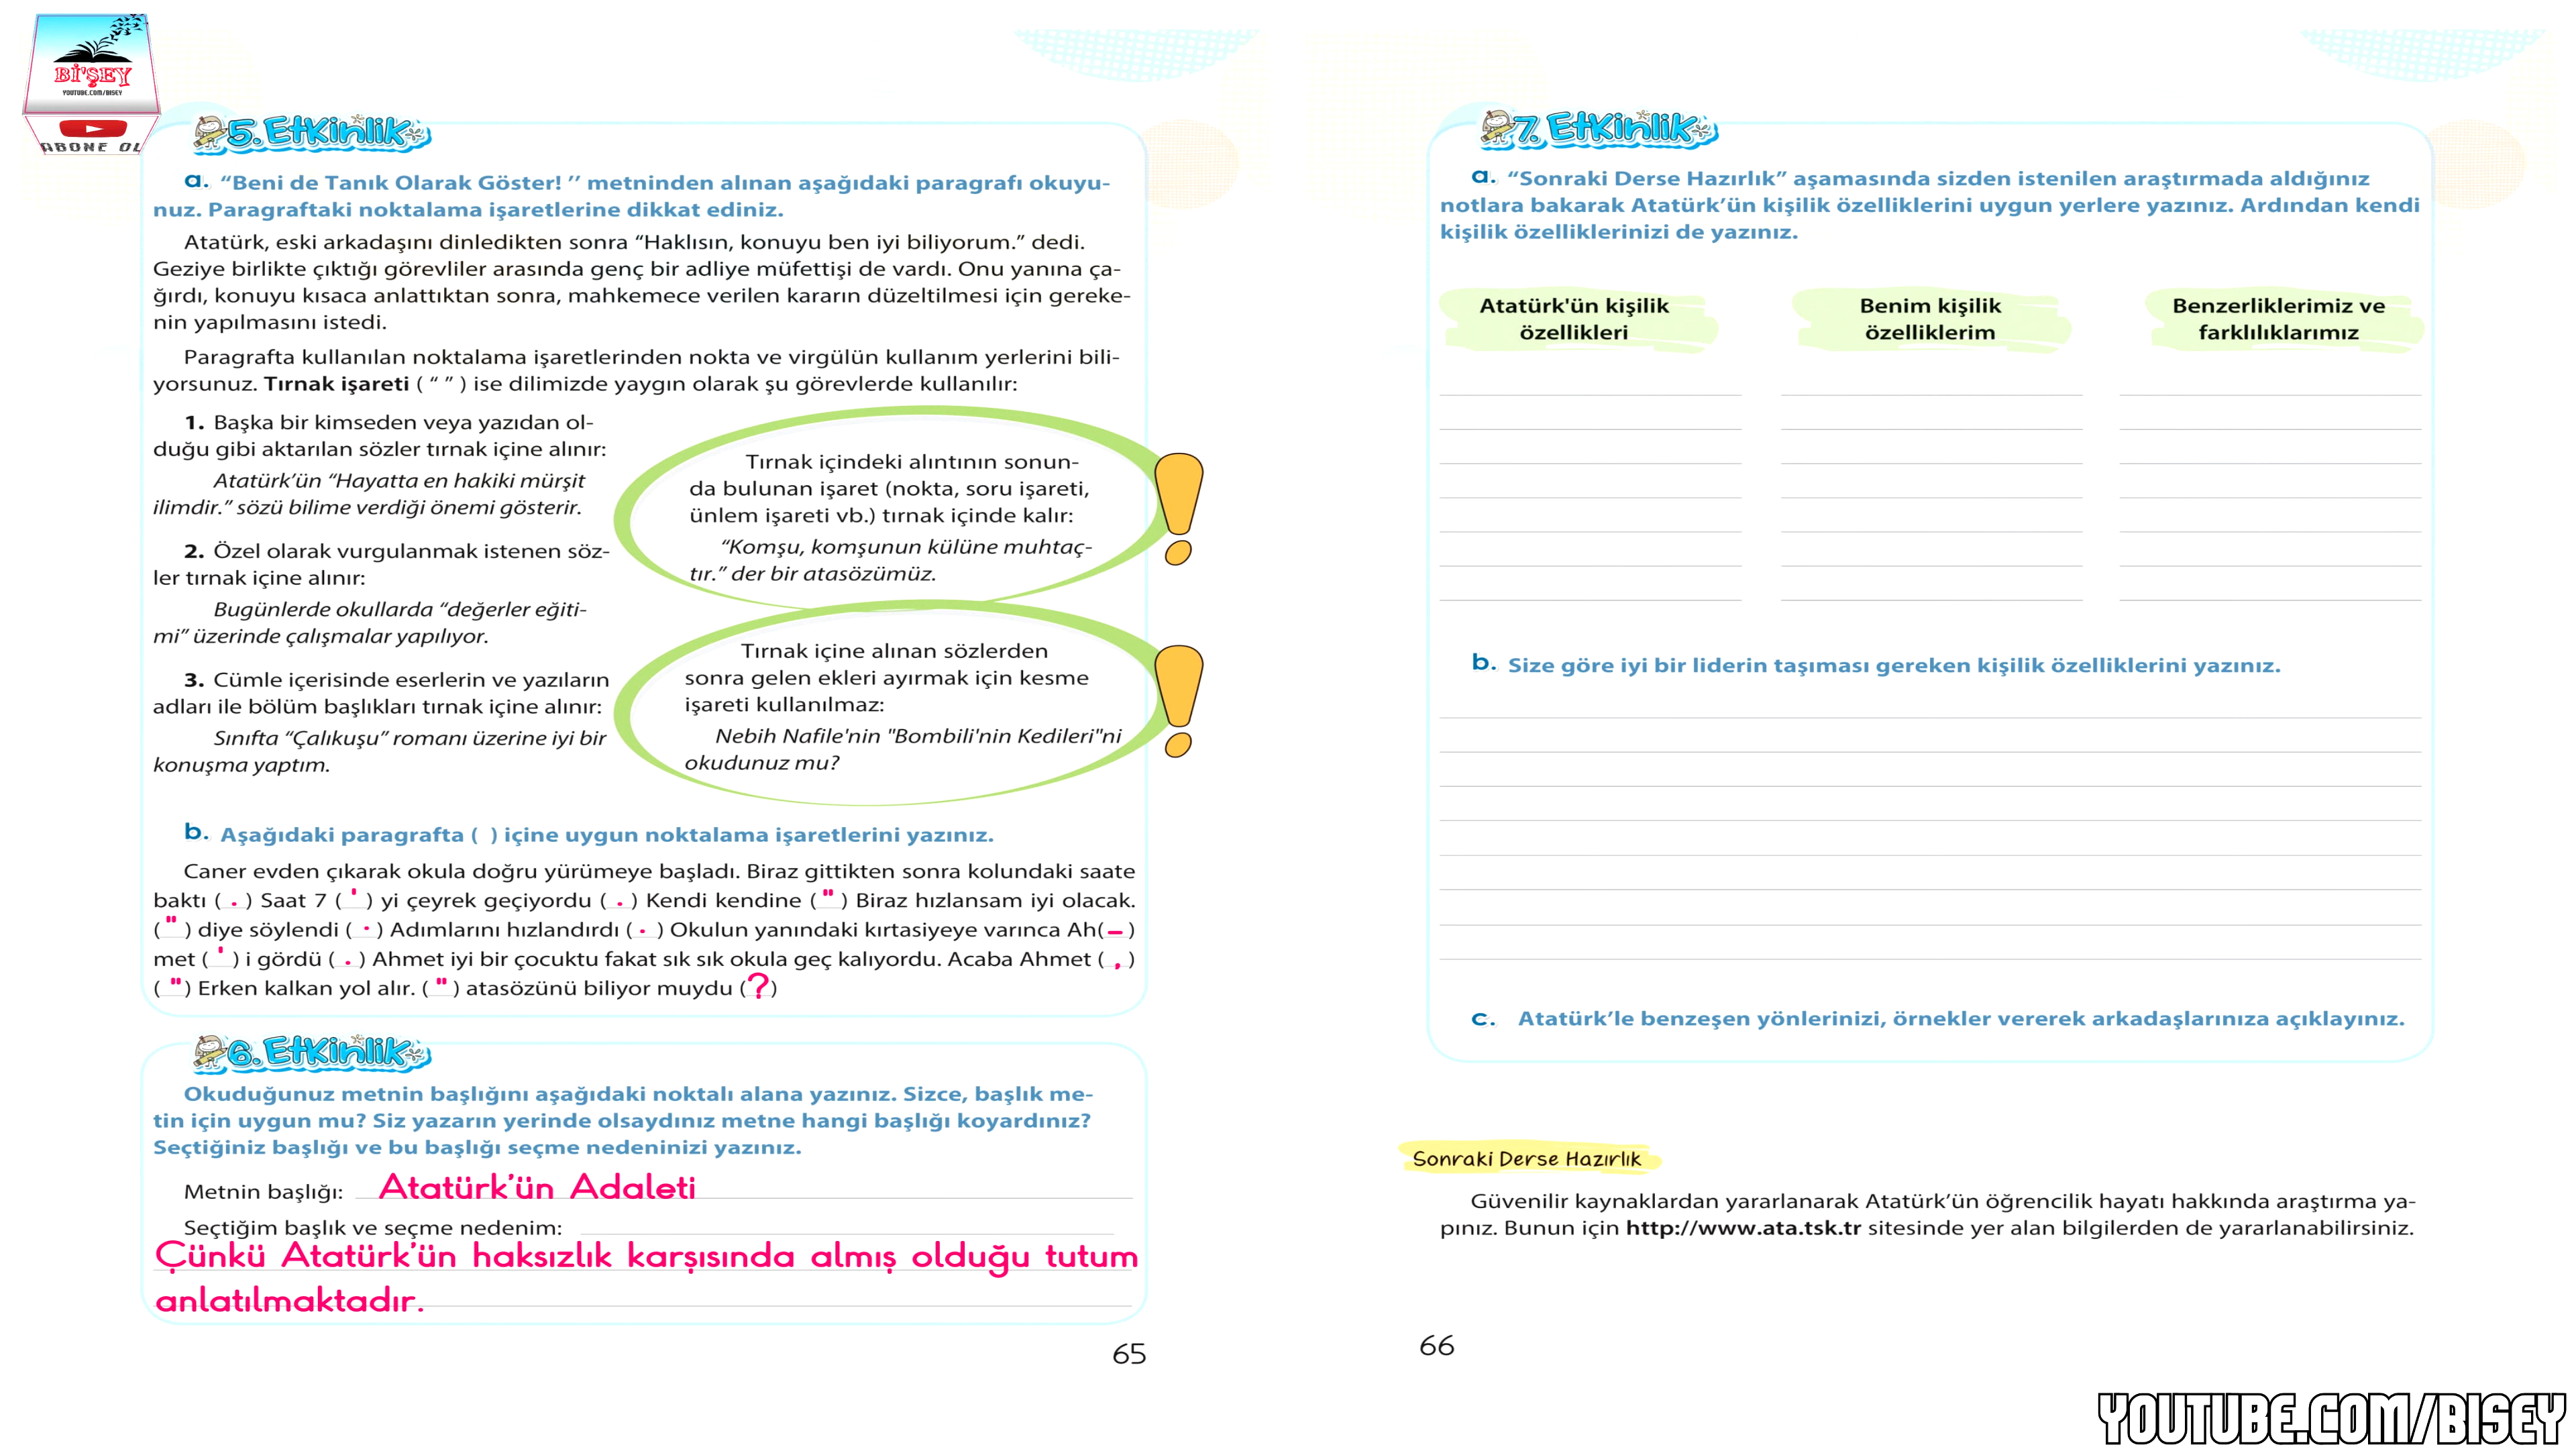 Bİ'ŞEY
YOUTUBE.COM/BISEY
ABONE OL
5. Etkinlik
a. “Beni de Tanık Olarak Göster! ’’ metninden alınan aşağıdaki paragrafı okuyu-
nuz. Paragraftaki noktalama işaretlerine dikkat ediniz.
Atatürk, eski arkadaşını dinledikten sonra “Haklısın, konuyu ben iyi biliyorum.” dedi.
Geziye birlikte çıktığı görevliler arasında genç bir adliye müfettişi de vardı. Onu yanına ça-
ğırdı, konuyu kısaca anlattıktan sonra, mahkemece verilen kararın düzeltilmesi için gereke-
nin yapılmasını istedi.
Paragrafta kullanılan noktalama işaretlerinden nokta ve virgülün kullanım yerlerini bili-
yorsunuz. Tırnak işareti ( “ ” ) ise dilimizde yaygın olarak şu görevlerde kullanılır:
1. Başka bir kimseden veya yazıdan ol-
duğu gibi aktarılan sözler tırnak içine alınır:
Atatürk’ün “Hayatta en hakiki mürşit
ilimdir.” sözü bilime verdiği önemi gösterir.
2. Özel olarak vurgulanmak istenen söz-
ler tırnak içine alınır:
Bugünlerde okullarda “değerler eğiti-
mi” üzerinde çalışmalar yapılıyor.
3. Cümle içerisinde eserlerin ve yazıların
adları ile bölüm başlıkları tırnak içine alınır:
Sınıfta “Çalıkuşu” romanı üzerine iyi bir
konuşma yaptım.
Tırnak içindeki alıntının sonun-
da bulunan işaret (nokta, soru işareti,
ünlem işareti vb.) tırnak içinde kalır:
“Komşu, komşunun külüne muhtaç-
tır.” der bir atasözümüz.
Tırnak içine alınan sözlerden
sonra gelen ekleri ayırmak için kesme
işareti kullanılmaz:
Nebih Nafile'nin "Bombili'nin Kedileri"ni
okudunuz mu?
b. Aşağıdaki paragrafta ( ) içine uygun noktalama işaretlerini yazınız.
Caner evden çıkarak okula doğru yürümeye başladı. Biraz gittikten sonra kolundaki saate
baktı ( . ) Saat 7 ( ' ) yi çeyrek geçiyordu ( . ) Kendi kendine ( " ) Biraz hızlansam iyi olacak.
( " ) diye söylendi ( . ) Adımlarını hızlandırdı ( . ) Okulun yanındaki kırtasiyeye varınca Ah( – )
met ( ' ) i gördü ( . ) Ahmet iyi bir çocuktu fakat sık sık okula geç kalıyordu. Acaba Ahmet ( , )
( " ) Erken kalkan yol alır. ( " ) atasözünü biliyor muydu (?)
6. Etkinlik
Okuduğunuz metnin başlığını aşağıdaki noktalı alana yazınız. Sizce, başlık me-
tin için uygun mu? Siz yazarın yerinde olsaydınız metne hangi başlığı koyardınız?
Seçtiğiniz başlığı ve bu başlığı seçme nedeninizi yazınız.
Metnin başlığı: Atatürk’ün Adaleti
Seçtiğim başlık ve seçme nedenim:
Çünkü Atatürk’ün haksızlık karşısında almış olduğu tutum
anlatılmaktadır.
65
7. Etkinlik
a. “Sonraki Derse Hazırlık” aşamasında sizden istenilen araştırmada aldığınız
notlara bakarak Atatürk’ün kişilik özelliklerini uygun yerlere yazınız. Ardından kendi
kişilik özelliklerinizi de yazınız.
Atatürk'ün kişilik
özellikleri
Benim kişilik
özelliklerim
Benzerliklerimiz ve
farklılıklarımız
b. Size göre iyi bir liderin taşıması gereken kişilik özelliklerini yazınız.
c. Atatürk’le benzeşen yönlerinizi, örnekler vererek arkadaşlarınıza açıklayınız.
Sonraki Derse Hazırlık
Güvenilir kaynaklardan yararlanarak Atatürk’ün öğrencilik hayatı hakkında araştırma ya-
pınız. Bunun için http://www.ata.tsk.tr sitesinde yer alan bilgilerden de yararlanabilirsiniz.
66
YOUTUBE.COM/BISEY